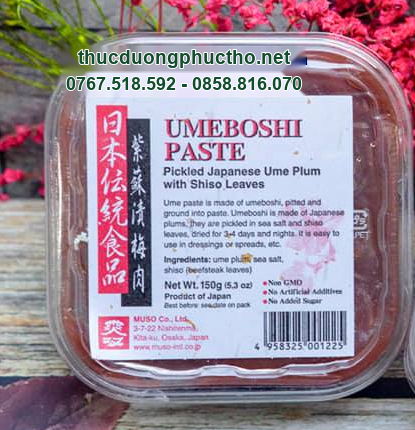 thucduongphuctho.net
0767.518.592 - 0858.816.070
日本伝統食品
紫蘇漬梅肉
UMEBOSHI
PASTE
Pickled Japanese Ume Plum
with Shiso Leaves
Ume paste is made of umeboshi, pitted and
ground into paste. Umeboshi is made of Japanese
plums, they are pickled in sea salt and shiso
leaves, dried for 3-4 days and nights. It is easy to
use in dressings or spreads, etc.
Ingredients: ume plum, sea salt,
shiso (beefsteak leaves)
Net Wt. 150g (5.3 oz)
Product of Japan
Best before: see date on pack
• Non GMD
• No Artificial Additives
• No Added Sugar
MUSO Co., Ltd.
3-7-22 Nishitenma,
Kita-ku, Osaka, Japan
www.muso-intl.co.jp
4 958325 001225